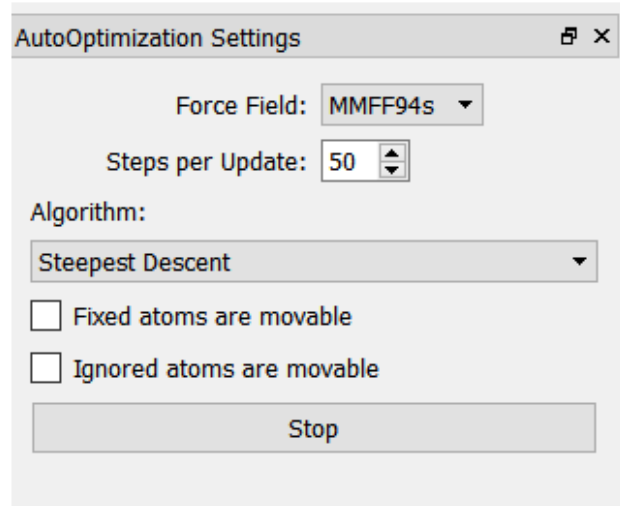 AutoOptimization Settings
Force Field: MMFF94s
Steps per Update: 50
Algorithm:
Steepest Descent
Fixed atoms are movable
Ignored atoms are movable
Stop